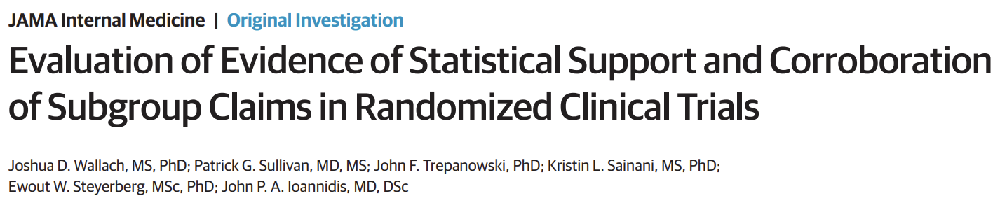 JAMA Internal Medicine | Original Investigation
Evaluation of Evidence of Statistical Support and Corroboration
of Subgroup Claims in Randomized Clinical Trials
Joshua D. Wallach, MS, PhD; Patrick G. Sullivan, MD, MS; John F. Trepanowski, PhD; Kristin L. Sainani, MS, PhD;
Ewout W. Steyerberg, MSc, PhD; John P. A. Ioannidis, MD, DSc